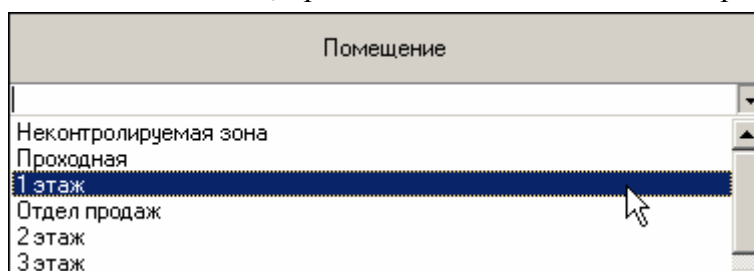 Помещение
Неконтролируемая зона
Проходная
1 этаж
Отдел продаж
2 этаж
3 этаж